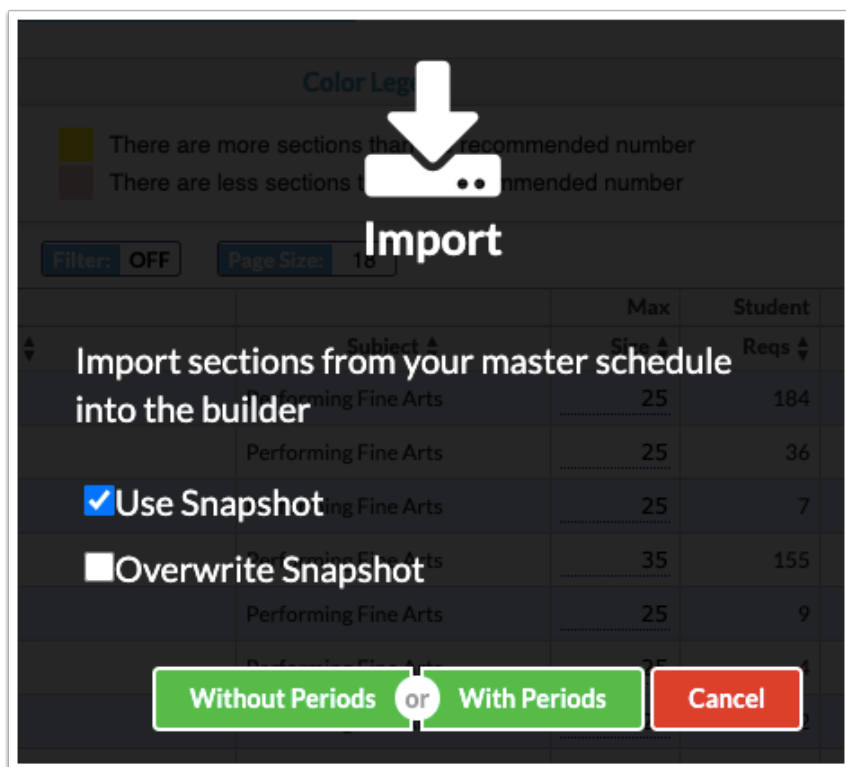 Color Lege
There are more sections than recommended number
There are less sections t mmended number
Import
Filter: OFF Page Size: 18
Max Student
Subject Size Reqs
Import sections from your master schedule
into the builder
Performing Fine Arts 25 184
Performing Fine Arts 25 36
Use Snapshot
ing Fine Arts 25 7
Overwrite Snapshot
ts 35 155
Performing Fine Arts 25 9
Without Periods or With Periods Cancel